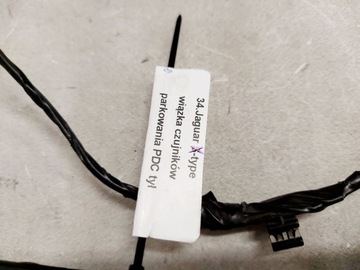 34.Jaguar X-type
wiązka czujników
parkowania PDC tył